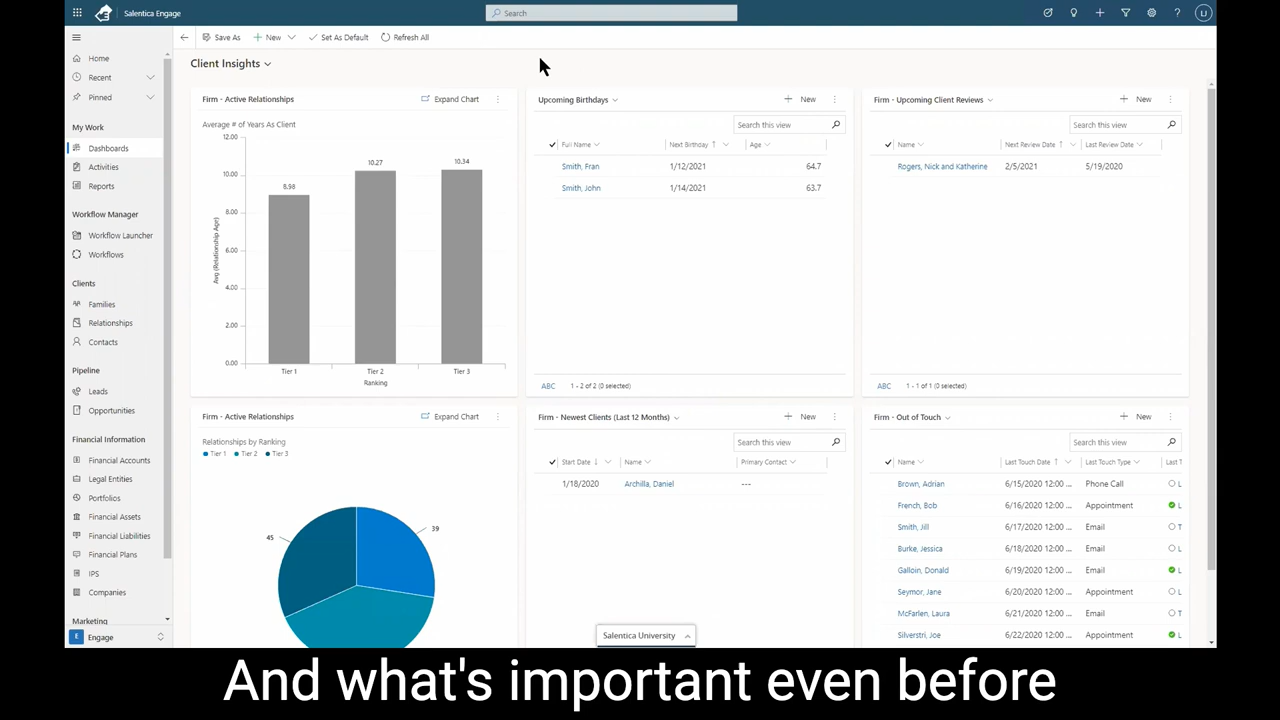 Salentica Engage
Search
Save As
New
Set As Default
Refresh All
Client Insights
Home
Recent
Pinned
My Work
Dashboards
Activities
Reports
Workflow Manager
Workflow Launcher
Workflows
Clients
Families
Relationships
Contacts
Pipeline
Leads
Opportunities
Financial Information
Financial Accounts
Legal Entities
Portfolios
Financial Assets
Financial Liabilities
Financial Plans
IPS
Companies
Marketing
E Engage
Firm - Active Relationships
Expand Chart
Average # of Years As Client
12.00
10.00
8.00
6.00
4.00
2.00
0.00
Avg (Relationship Age)
10.27
10.34
Tier 1
Tier 2
Tier 3
Ranking
Upcoming Birthdays
New
Search this view
Full Name
Next Birthday
Age
Smith, Fran 1/12/2021 64.7
Smith, John 1/14/2021 63.7
ABC 1 - 2 of 2 (0 selected)
Firm - Upcoming Client Reviews
New
Search this view
Name
Next Review Date
Last Review Date
Rogers, Nick and Katherine 2/5/2021 5/19/2020
ABC 1 - 1 of 1 (0 selected)
Firm - Active Relationships
Expand Chart
Relationships by Ranking
Tier 1 Tier 2 Tier 3
39
45
Firm - Newest Clients (Last 12 Months)
New
Search this view
Start Date
Name
Primary Contact
1/18/2020 Archilla, Daniel ---
Firm - Out of Touch
New
Search this view
Name
Last Touch Date
Last Touch Type
Last T
Brown, Adrian 6/15/2020 12:00 ... Phone Call L
French, Bob 6/16/2020 12:00 ... Appointment L
Smith, Jill 6/17/2020 12:00 ... Email T
Burke, Jessica 6/18/2020 12:00 ... Email L
Galloin, Donald 6/19/2020 12:00 ... Email L
Seymor, Jane 6/20/2020 12:00 ... Appointment L
McFarlen, Laura 6/21/2020 12:00 ... Email T
Silverstri, Joe 6/22/2020 12:00 ... Appointment L
Salentica University
And what's important even before